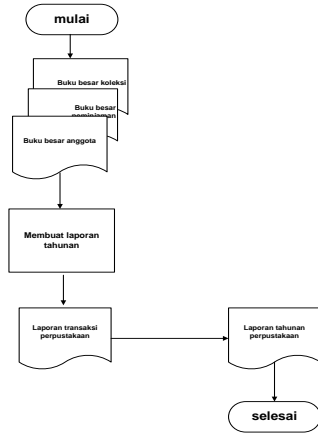 mulai
Buku besar koleksi
Buku besar
peminjaman
Buku besar anggota
Membuat laporan
tahunan
Laporan transaksi
perpustakaan
Laporan tahunan
perpustakaan
selesai